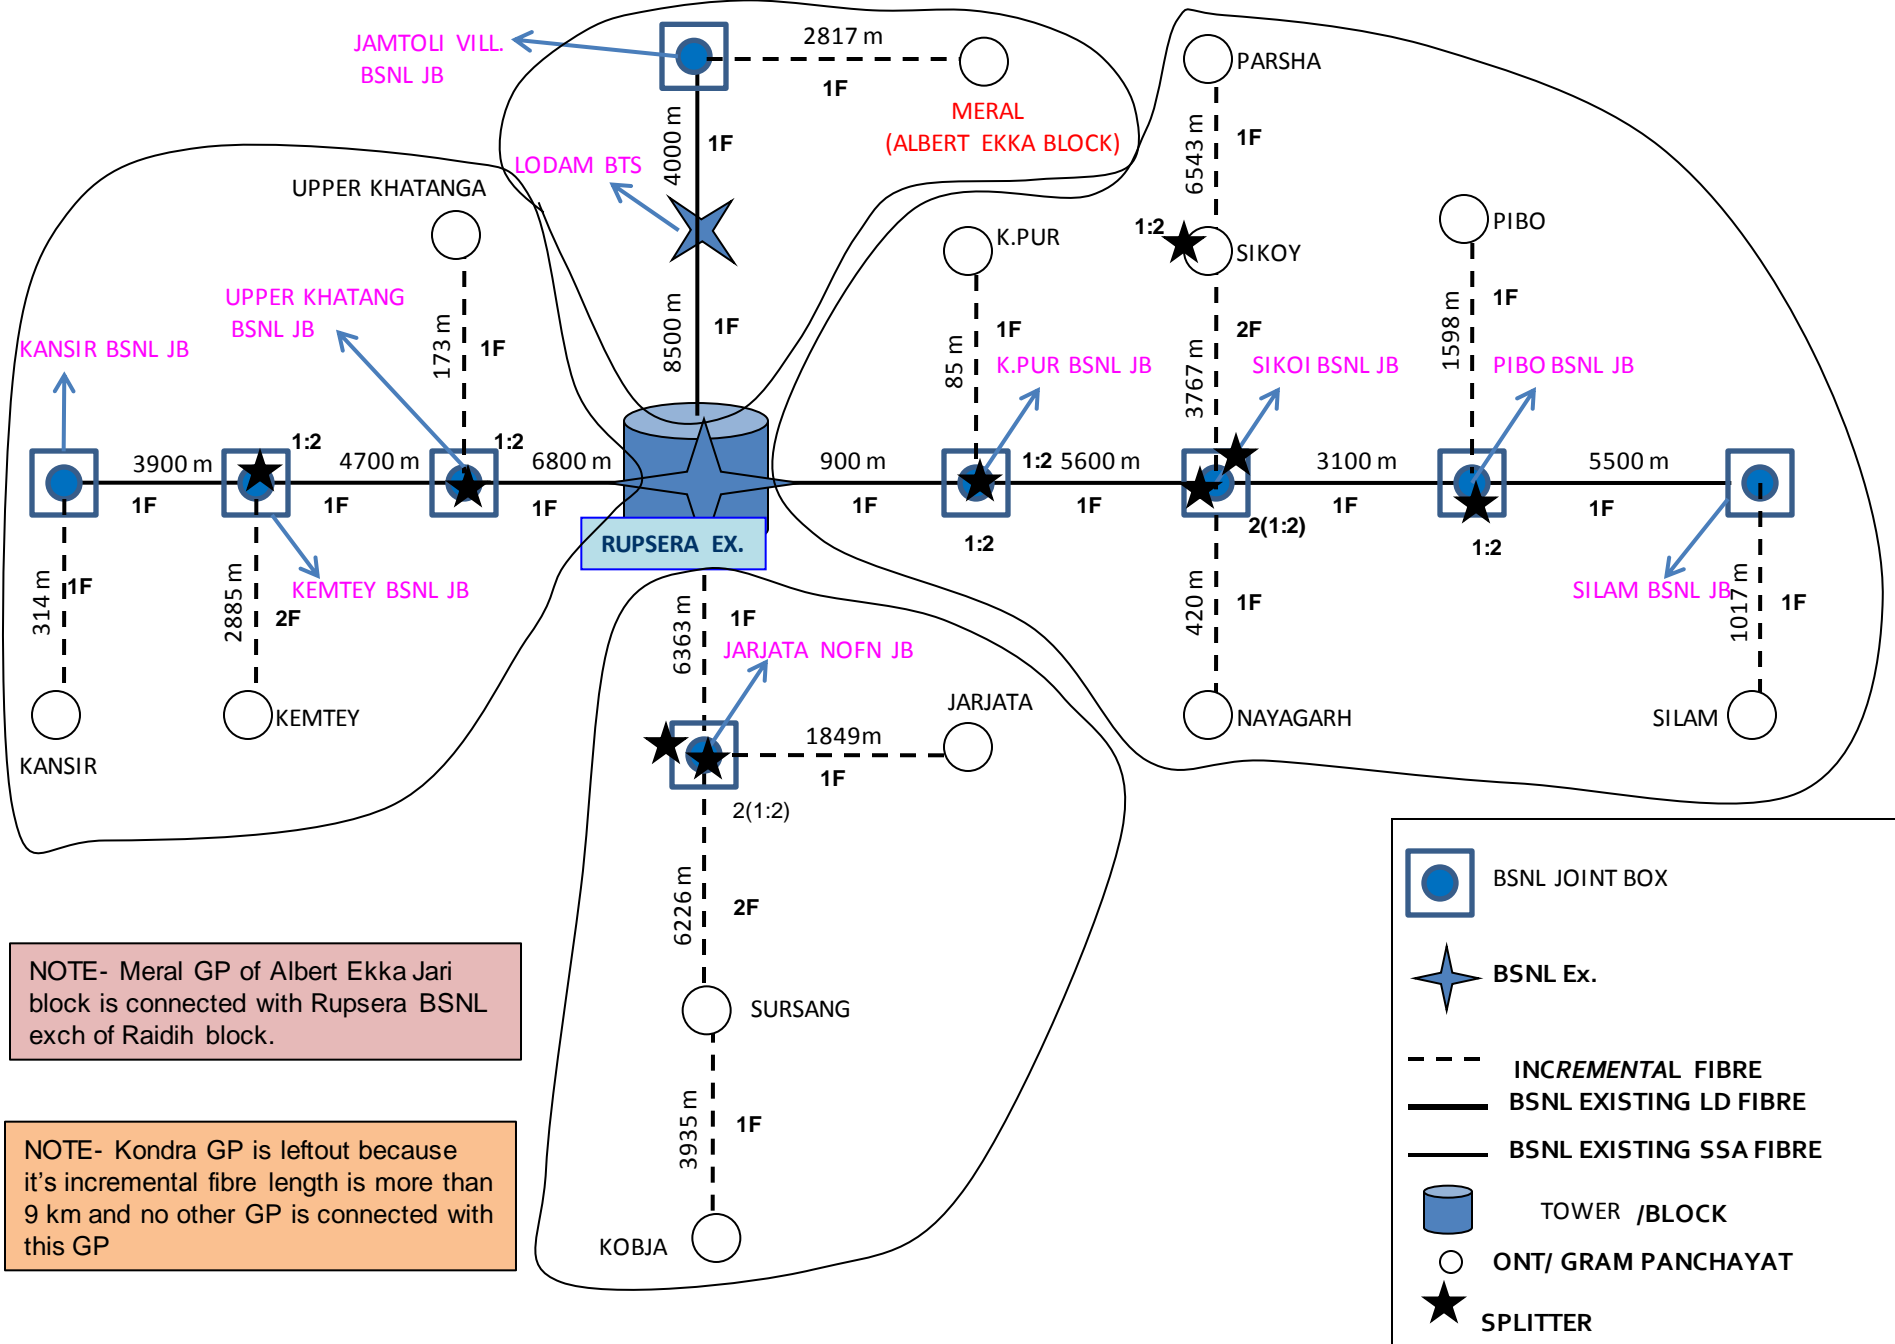 JAMTOLI VILL.
BSNL JB
2817 m
1F
MERAL
(ALBERT EKKA BLOCK)
PARSHA
4000 m
1F
6543 m
1F
LODAM BTS
UPPER KHATANGA
K.PUR
1:2
SIKOY
PIBO
UPPER KHATANG
BSNL JB
KANSIR BSNL JB
173 m
1F
8500 m
1F
85 m
1F
K.PUR BSNL JB
3767 m
2F
SIKOI BSNL JB
1598 m
1F
PIBO BSNL JB
3900 m
1F
1:2
4700 m
1F
1:2
6800 m
1F
RUPSERA EX.
900 m
1F
1:2
1:2
5600 m
1F
2(1:2)
3100 m
1F
1:2
5500 m
1F
314 m
1F
2885 m
2F
KEMTEY BSNL JB
6363 m
1F
JARJATA NOFN JB
420 m
1F
SILAM BSNL JB
1017 m
1F
KANSIR
KEMTEY
JARJATA
NAYAGARH
SILAM
1849m
1F
2(1:2)
6226 m
2F
SURSANG
3935 m
1F
KOBJA
NOTE- Meral GP of Albert Ekka Jari
block is connected with Rupsera BSNL
exch of Raidih block.
NOTE- Kondra GP is leftout because
it's incremental fibre length is more than
9 km and no other GP is connected with
this GP
BSNL JOINT BOX
BSNL Ex.
INCREMENTAL FIBRE
BSNL EXISTING LD FIBRE
BSNL EXISTING SSA FIBRE
TOWER /BLOCK
ONT/ GRAM PANCHAYAT
SPLITTER